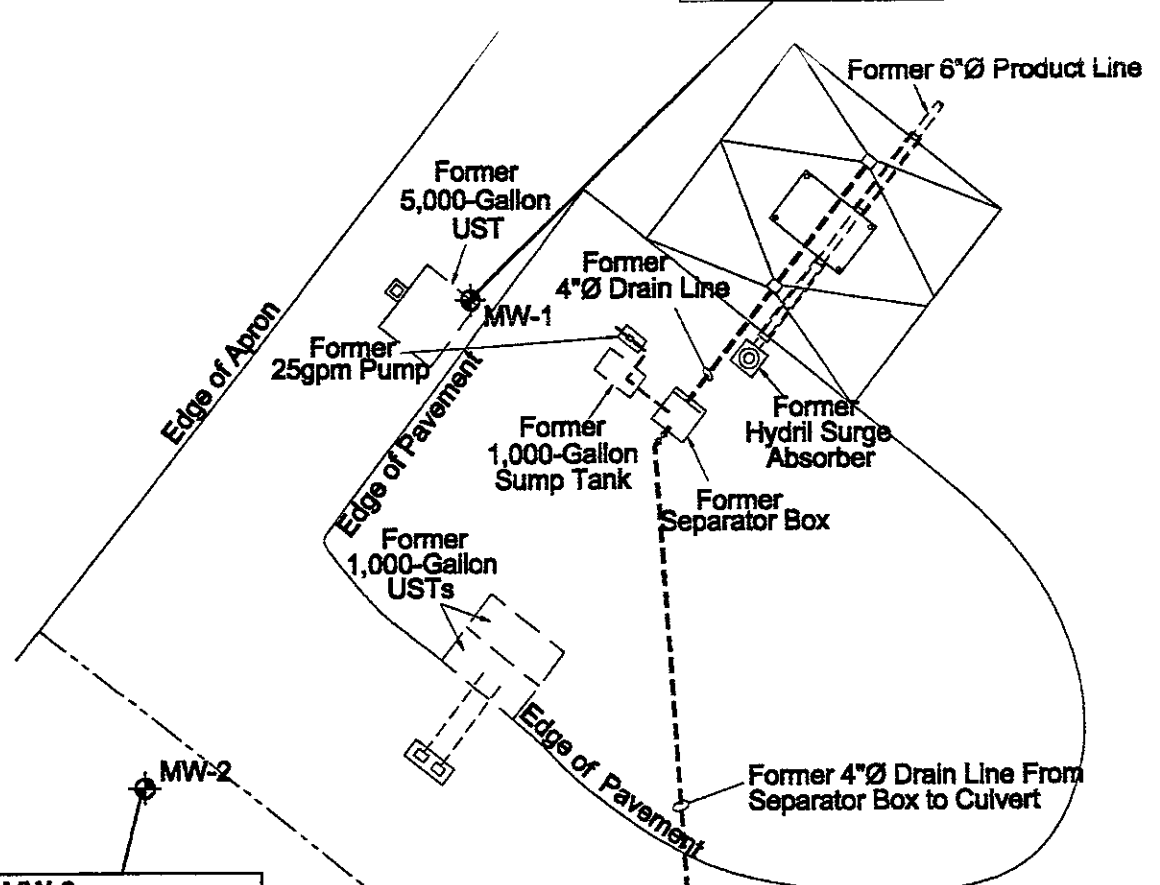 Former 6"Ø Product Line
Former
5,000-Gallon
UST
Former
4"Ø Drain Line
MW-1
Former
25gpm Pump
Edge of Apron
Edge of Pavement
Former
1,000-Gallon
Sump Tank
Former
Hydril Surge
Absorber
Former
Separator Box
Former
1,000-Gallon
USTs
Edge of Pavement
MW-2
Former 4"Ø Drain Line From
Separator Box to Culvert